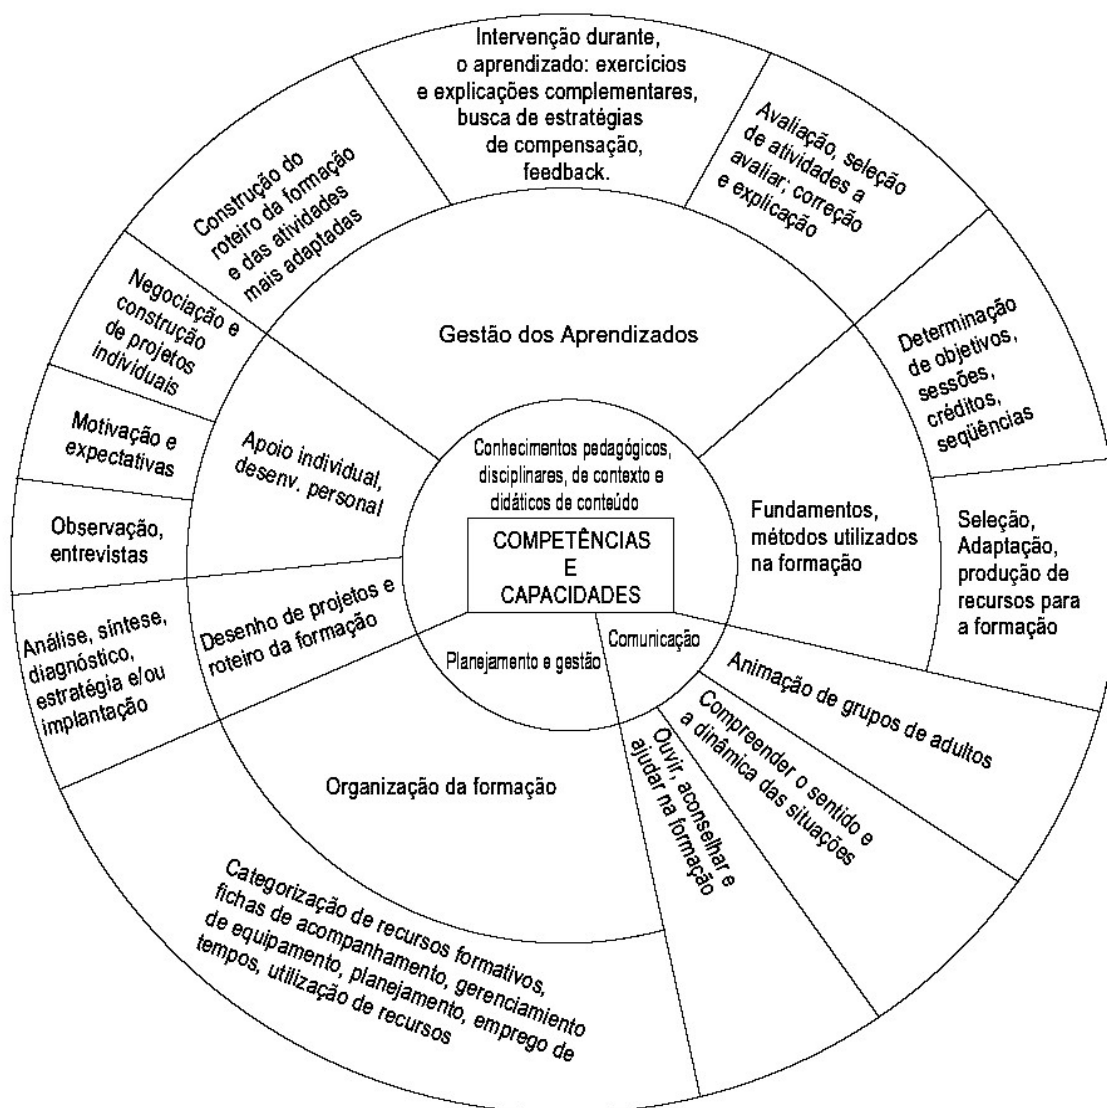 Intervenção durante,
o aprendizado: exercícios
e explicações complementares,
busca de estratégias
de compensação,
feedback.
Avaliação, seleção
de atividades a
avaliar; correção
e explicação
Determinação
de objetivos,
sessões,
créditos,
seqüências
Seleção,
Adaptação,
produção de
recursos para
a formação
Animação de grupos de adultos
Compreender o sentido e
a dinâmica das situações
Ouvir, aconselhar e
ajudar na formação
Categorização de recursos formativos,
fichas de acompanhamento, gerenciamiento
de equipamento, planejamento, emprego de
tempos, utilização de recursos
Análise, síntese,
diagnóstico,
estratégia e/ou
implantação
Observação,
entrevistas
Motivação e
expectativas
Negociação e
construção
de projetos
individuais
Construção do
roteiro da formação
e das atividades
mais adaptadas
Gestão dos Aprendizados
Fundamentos,
métodos utilizados
na formação
Organização da formação
Desenho de projetos e
roteiro da formação
Apoio individual,
desenv. personal
Conhecimentos pedagógicos,
disciplinares, de contexto e
didáticos de conteúdo
COMPETÊNCIAS
E
CAPACIDADES
Comunicação
Planejamento e gestão